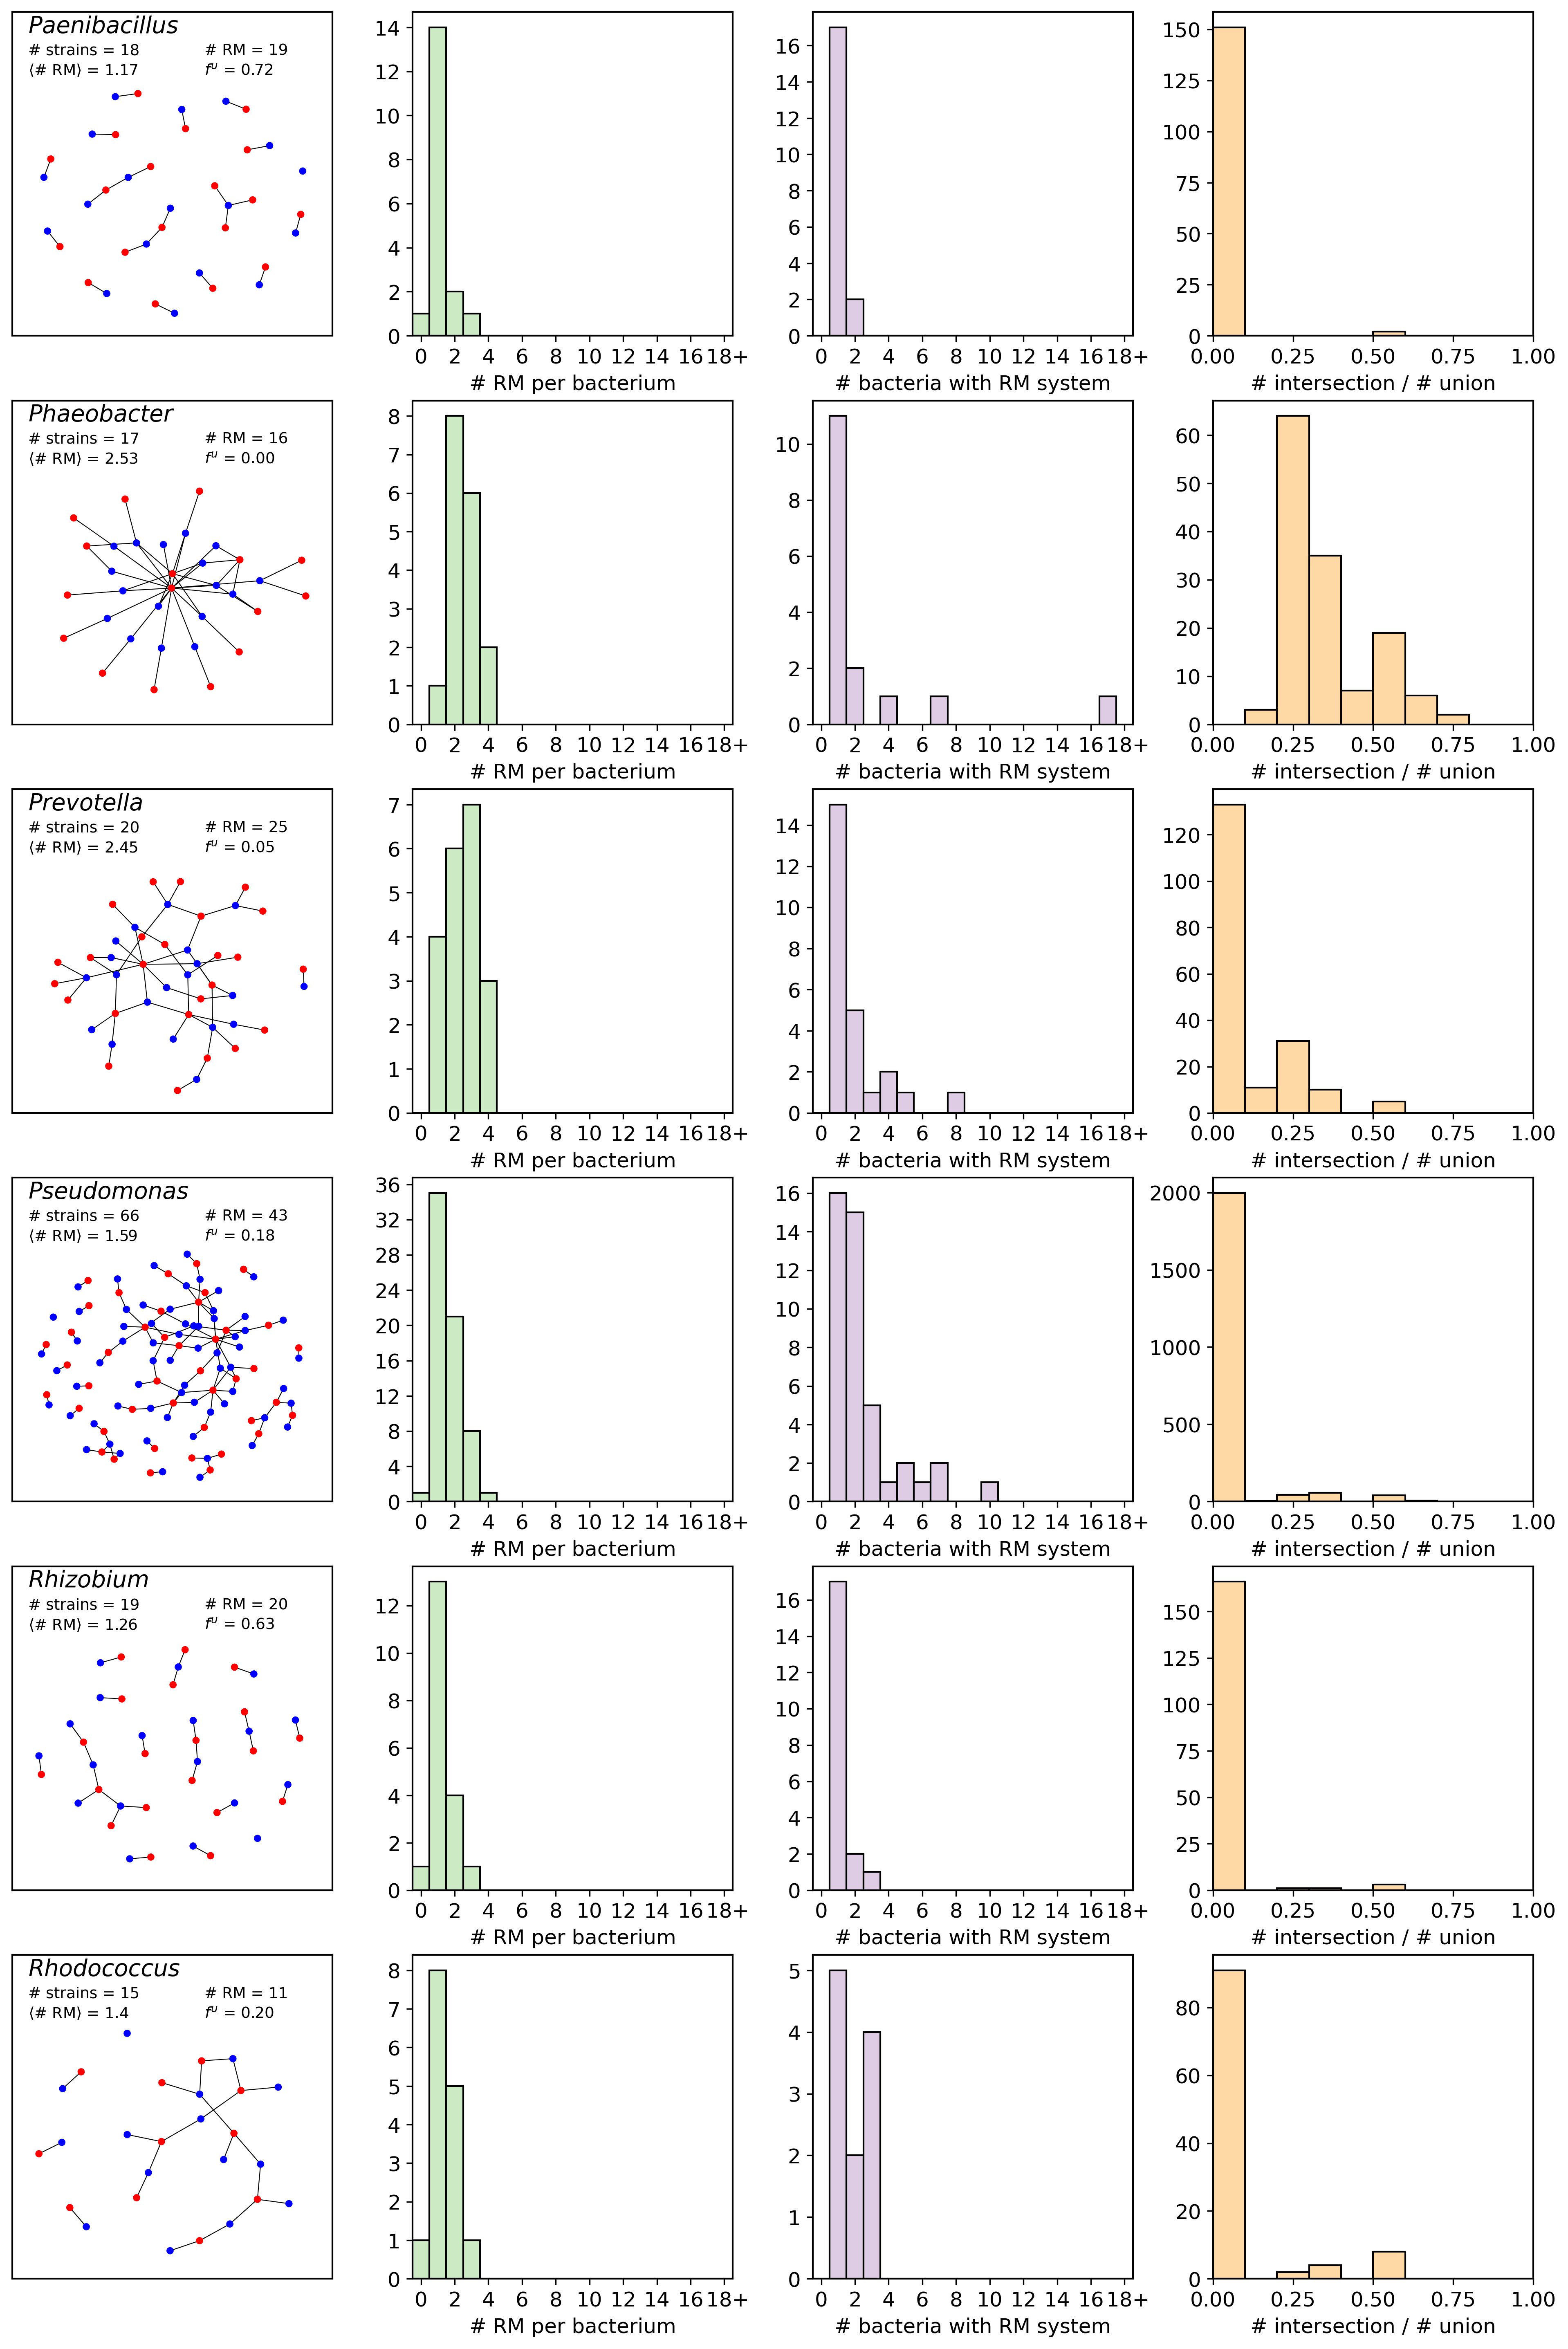 Paenibacillus
# strains = 18 # RM = 19
⟨# RM⟩ = 1.17 fᵘ = 0.72
14
12
10
8
6
4
2
0
0 2 4 6 8 10 12 14 16 18+
# RM per bacterium
16
14
12
10
8
6
4
2
0
0 2 4 6 8 10 12 14 16 18+
# bacteria with RM system
150
125
100
75
50
25
0
0.00 0.25 0.50 0.75 1.00
# intersection / # union
Phaeobacter
# strains = 17 # RM = 16
⟨# RM⟩ = 2.53 fᵘ = 0.00
8
7
6
5
4
3
2
1
0
0 2 4 6 8 10 12 14 16 18+
# RM per bacterium
10
8
6
4
2
0
0 2 4 6 8 10 12 14 16 18+
# bacteria with RM system
60
50
40
30
20
10
0
0.00 0.25 0.50 0.75 1.00
# intersection / # union
Prevotella
# strains = 20 # RM = 25
⟨# RM⟩ = 2.45 fᵘ = 0.05
7
6
5
4
3
2
1
0
0 2 4 6 8 10 12 14 16 18+
# RM per bacterium
14
12
10
8
6
4
2
0
0 2 4 6 8 10 12 14 16 18+
# bacteria with RM system
120
100
80
60
40
20
0
0.00 0.25 0.50 0.75 1.00
# intersection / # union
Pseudomonas
# strains = 66 # RM = 43
⟨# RM⟩ = 1.59 fᵘ = 0.18
36
32
28
24
20
16
12
8
4
0
0 2 4 6 8 10 12 14 16 18+
# RM per bacterium
16
14
12
10
8
6
4
2
0
0 2 4 6 8 10 12 14 16 18+
# bacteria with RM system
2000
1500
1000
500
0
0.00 0.25 0.50 0.75 1.00
# intersection / # union
Rhizobium
# strains = 19 # RM = 20
⟨# RM⟩ = 1.26 fᵘ = 0.63
12
10
8
6
4
2
0
0 2 4 6 8 10 12 14 16 18+
# RM per bacterium
16
14
12
10
8
6
4
2
0
0 2 4 6 8 10 12 14 16 18+
# bacteria with RM system
150
125
100
75
50
25
0
0.00 0.25 0.50 0.75 1.00
# intersection / # union
Rhodococcus
# strains = 15 # RM = 11
⟨# RM⟩ = 1.4 fᵘ = 0.20
8
7
6
5
4
3
2
1
0
0 2 4 6 8 10 12 14 16 18+
# RM per bacterium
5
4
3
2
1
0
0 2 4 6 8 10 12 14 16 18+
# bacteria with RM system
80
60
40
20
0
0.00 0.25 0.50 0.75 1.00
# intersection / # union